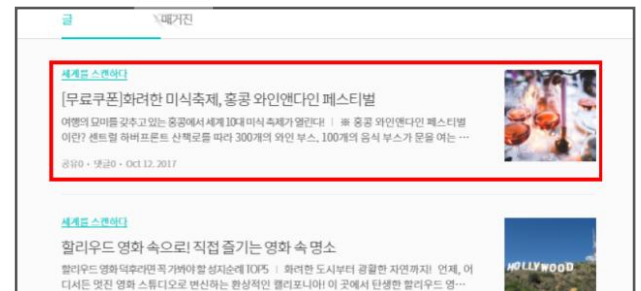 글 매거진
세계를 스캔하다
[무료쿠폰]화려한 미식축제, 홍콩 와인앤다인 페스티벌
여행의 묘미를 갖추고 있는 홍콩에서 세계 10대 미식 축제가 열린다! | ※ 홍콩 와인앤다인 페스티벌
이란? 센트럴 하버프론트 산책로를 따라 300개의 와인 부스, 100개의 음식 부스가 문을 여는 …
공유0 · 댓글0 · Oct 12. 2017
세계를 스캔하다
할리우드 영화 속으로! 직접 즐기는 영화 속 명소
할리우드 영화 덕후라면 꼭 가봐야 할 성지순례 TOP5 | 화려한 도시부터 광활한 자연까지! 언제, 어
디서든 멋진 영화 스튜디오로 변신하는 환상적인 캘리포니아! 이 곳에서 탄생한 할리우드 영…
HOLLYWOOD